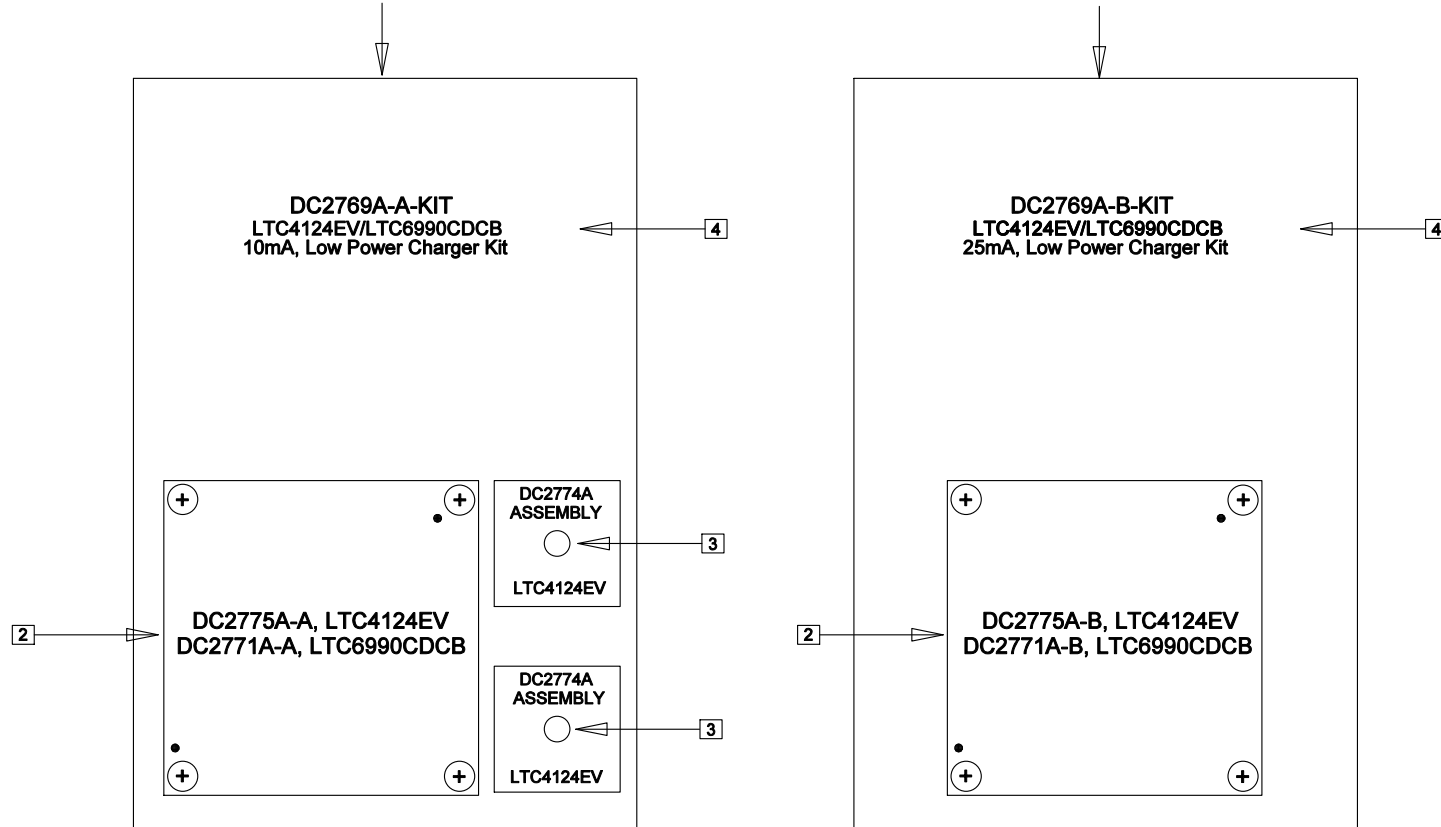 DC2769A-A-KIT
LTC4124EV/LTC6990CDCB
10mA, Low Power Charger Kit
4
DC2774A
ASSEMBLY
3
LTC4124EV
2
DC2775A-A, LTC4124EV
DC2771A-A, LTC6990CDCB
DC2774A
ASSEMBLY
3
LTC4124EV
DC2769A-B-KIT
LTC4124EV/LTC6990CDCB
25mA, Low Power Charger Kit
4
2
DC2775A-B, LTC4124EV
DC2771A-B, LTC6990CDCB